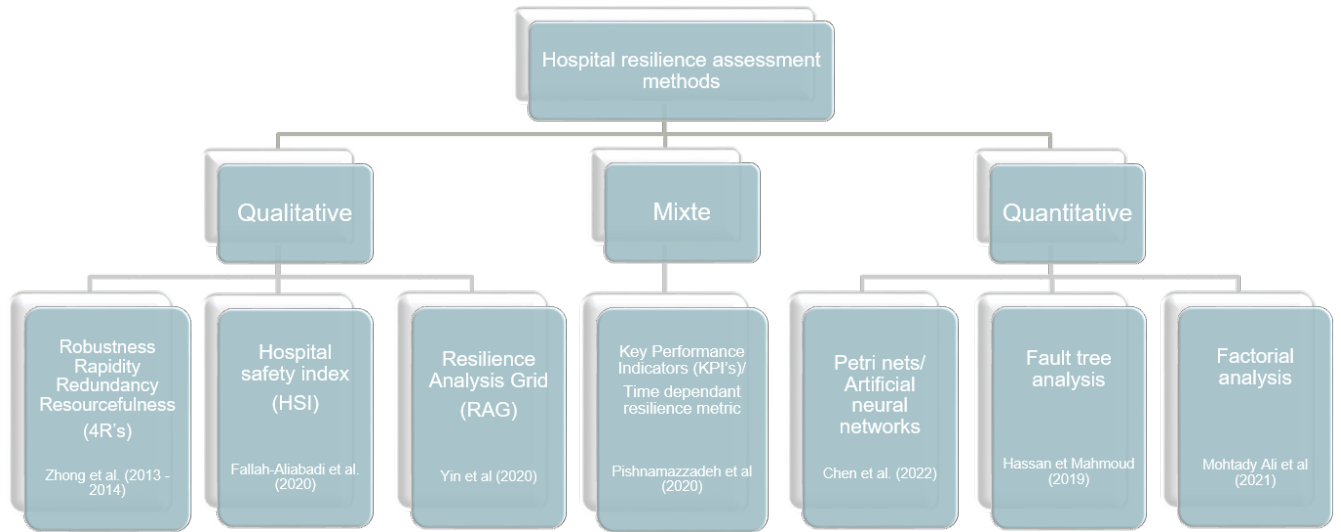 Hospital resilience assessment
methods
Qualitative
Mixte
Quantitative
Robustness
Rapidity
Redundancy
Resourcefulness
(4R's)
Zhong et al. (2013 -
2014)
Hospital
safety index
(HSI)
Fallah-Aliabadi et al.
(2020)
Resilience
Analysis Grid
(RAG)
Yin et al (2020)
Key Performance
Indicators (KPI's)/
Time dependant
resilience metric
Pishnamazzadeh et al
(2020)
Petri nets/
Artificial
neural
networks
Chen et al. (2022)
Fault tree
analysis
Hassan et Mahmoud
(2019)
Factorial
analysis
Mohtady Ali et al
(2021)